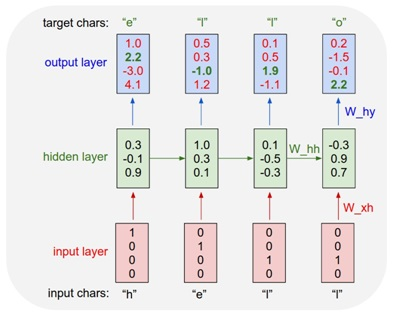 target chars: "e" "l" "l" "o"
1.0 0.5 0.1 0.2
2.2 0.3 0.5 -1.5
output layer
-3.0 -1.0 1.9 -0.1
4.1 1.2 -1.1 2.2
W_hy
0.3 1.0 0.1 -0.3
W_hh
hidden layer -0.1 0.3 -0.5 0.9
0.9 0.1 -0.3 0.7
W_xh
1 0 0 0
0 1 0 0
input layer
0 0 1 1
0 0 0 0
input chars: "h" "e" "l" "l"